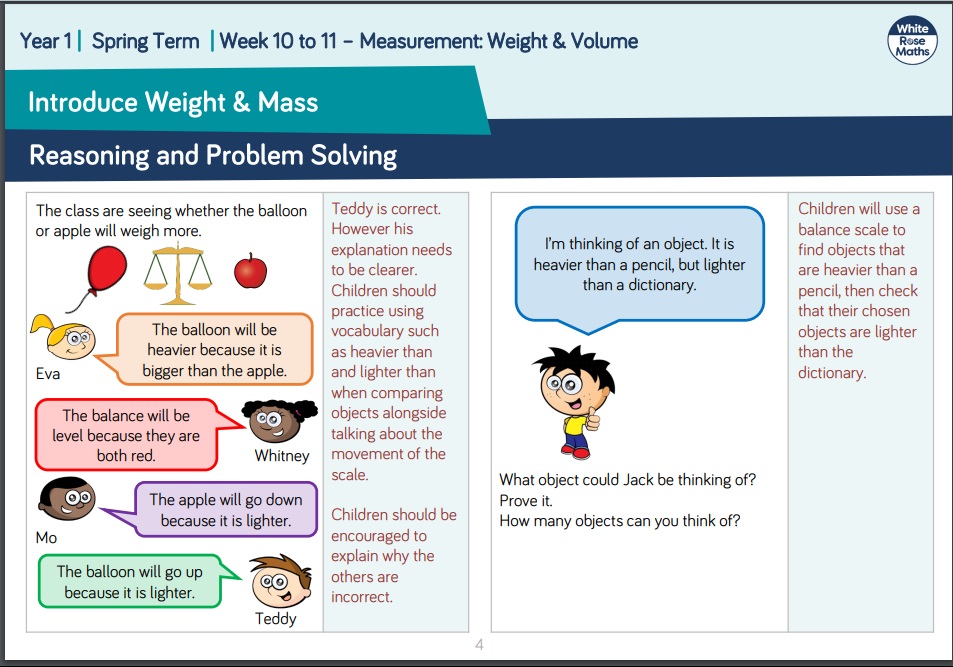 Year 1 | Spring Term | Week 10 to 11 – Measurement: Weight & Volume
White
Rose
Maths
Introduce Weight & Mass
Reasoning and Problem Solving
The class are seeing whether the balloon
or apple will weigh more.
The balloon will be
heavier because it is
bigger than the apple.
Eva
The balance will be
level because they are
both red.
Whitney
The apple will go down
because it is lighter.
Mo
The balloon will go up
because it is lighter.
Teddy
Teddy is correct.
However his
explanation needs
to be clearer.
Children should
practice using
vocabulary such
as heavier than
and lighter than
when comparing
objects alongside
talking about the
movement of the
scale.
Children should be
encouraged to
explain why the
others are
incorrect.
I'm thinking of an object. It is
heavier than a pencil, but lighter
than a dictionary.
What object could Jack be thinking of?
Prove it.
How many objects can you think of?
Children will use a
balance scale to
find objects that
are heavier than a
pencil, then check
that their chosen
objects are lighter
than the
dictionary.
4